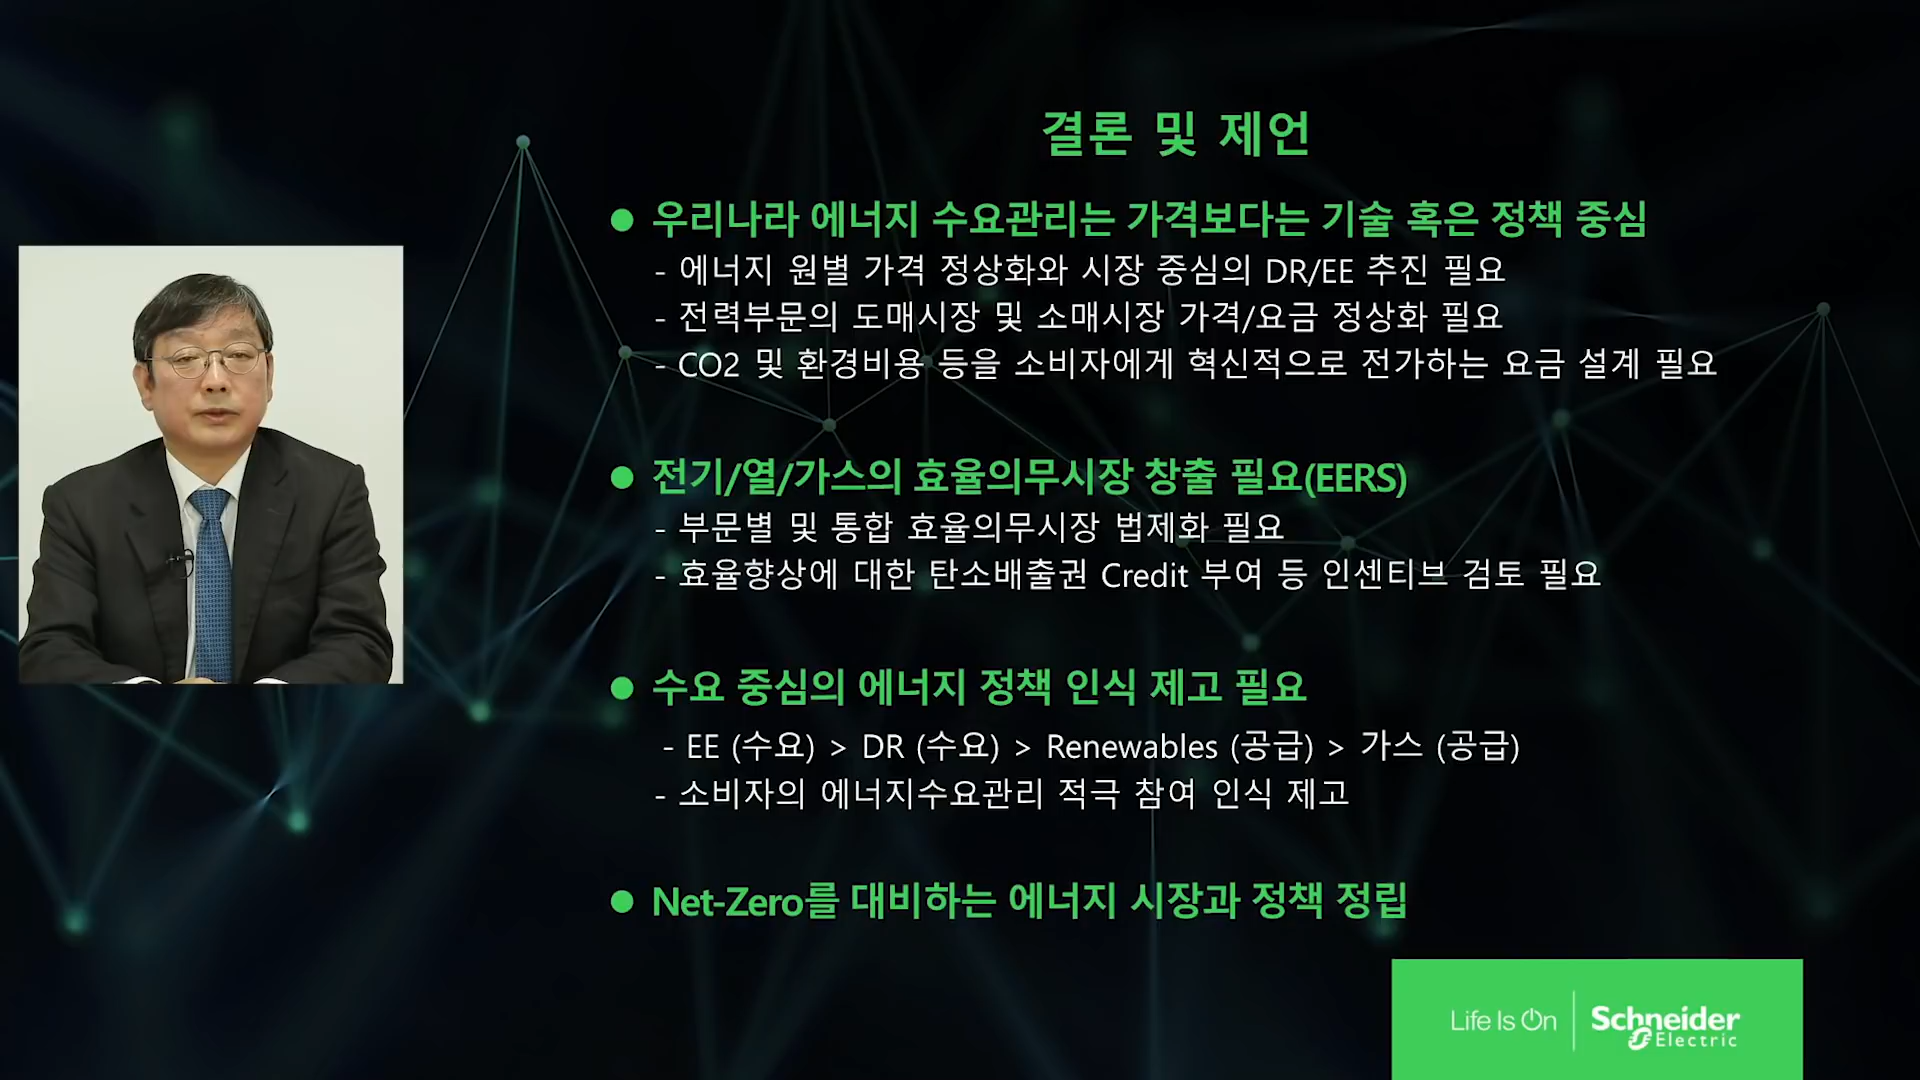 결론 및 제언
● 우리나라 에너지 수요관리는 가격보다는 기술 혹은 정책 중심
- 에너지 원별 가격 정상화와 시장 중심의 DR/EE 추진 필요
- 전력부문의 도매시장 및 소매시장 가격/요금 정상화 필요
- CO2 및 환경비용 등을 소비자에게 혁신적으로 전가하는 요금 설계 필요
● 전기/열/가스의 효율의무시장 창출 필요(EERS)
- 부문별 및 통합 효율의무시장 법제화 필요
- 효율향상에 대한 탄소배출권 Credit 부여 등 인센티브 검토 필요
● 수요 중심의 에너지 정책 인식 제고 필요
- EE (수요) > DR (수요) > Renewables (공급) > 가스 (공급)
- 소비자의 에너지수요관리 적극 참여 인식 제고
● Net-Zero를 대비하는 에너지 시장과 정책 정립
Life Is On
Schneider
Electric